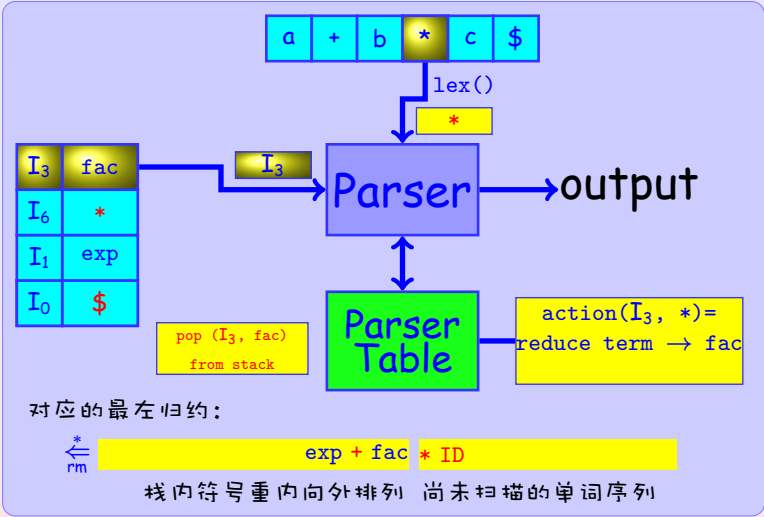 a + b * c $
lex()
*
I3 fac
I3
Parser
output
I6 *
I1 exp
I0 $
pop (I3, fac)
from stack
Parser
Table
action(I3, *)=
reduce term → fac
对应的最左归约:
*
⇐
rm
exp + fac * ID
栈内符号重内向外排列 尚未扫描的单词序列